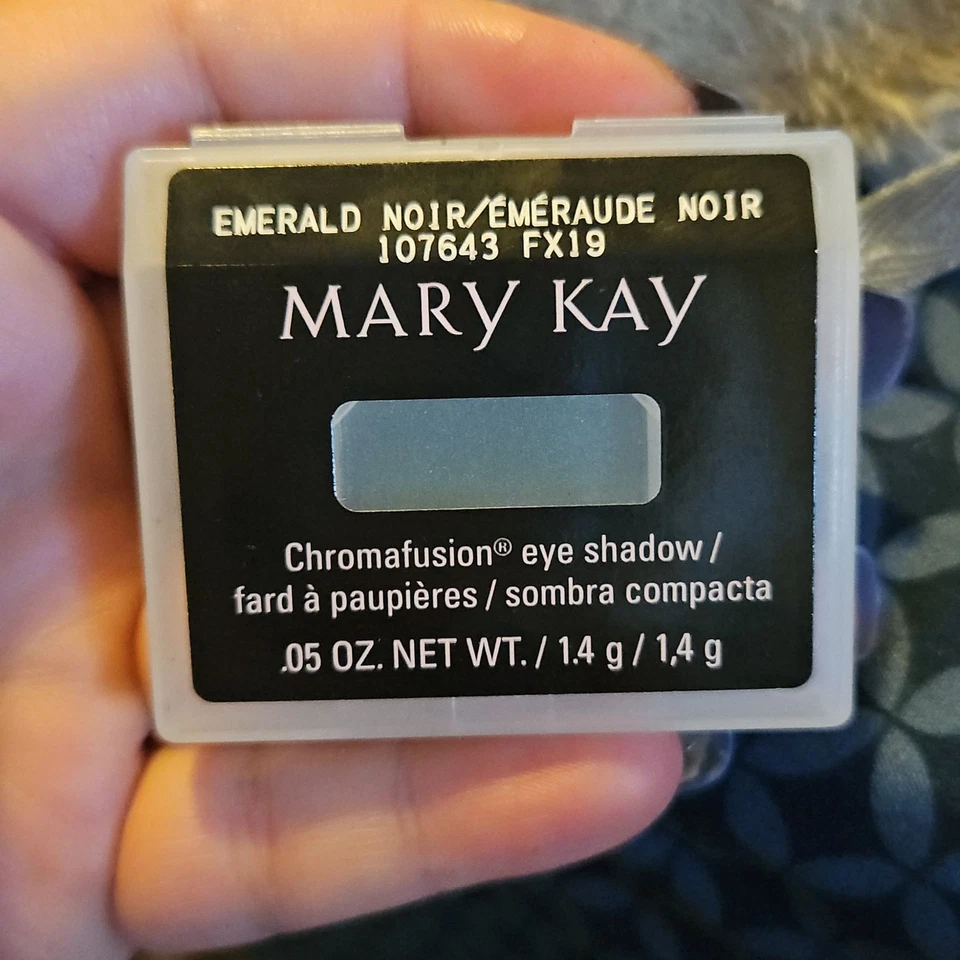 EMERALD NOIR/ÉMÉRAUDE NOIR
107643 FX19
MARY KAY
Chromafusion® eye shadow /
fard à paupières / sombra compacta
.05 OZ. NET WT. / 1.4 g / 1,4 g